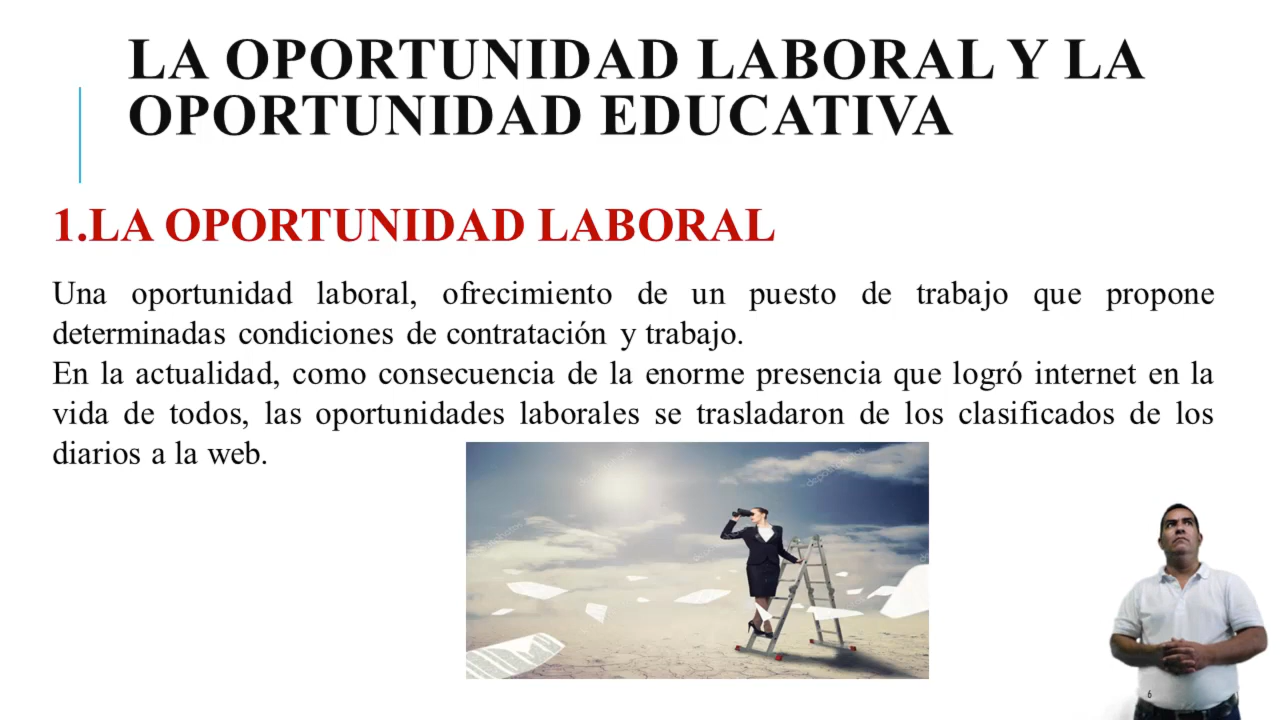 LA OPORTUNIDAD LABORAL Y LA
OPORTUNIDAD EDUCATIVA
1.LA OPORTUNIDAD LABORAL
Una oportunidad laboral, ofrecimiento de un puesto de trabajo que propone
determinadas condiciones de contratación y trabajo.
En la actualidad, como consecuencia de la enorme presencia que logró internet en la
vida de todos, las oportunidades laborales se trasladaron de los clasificados de los
diarios a la web.
6